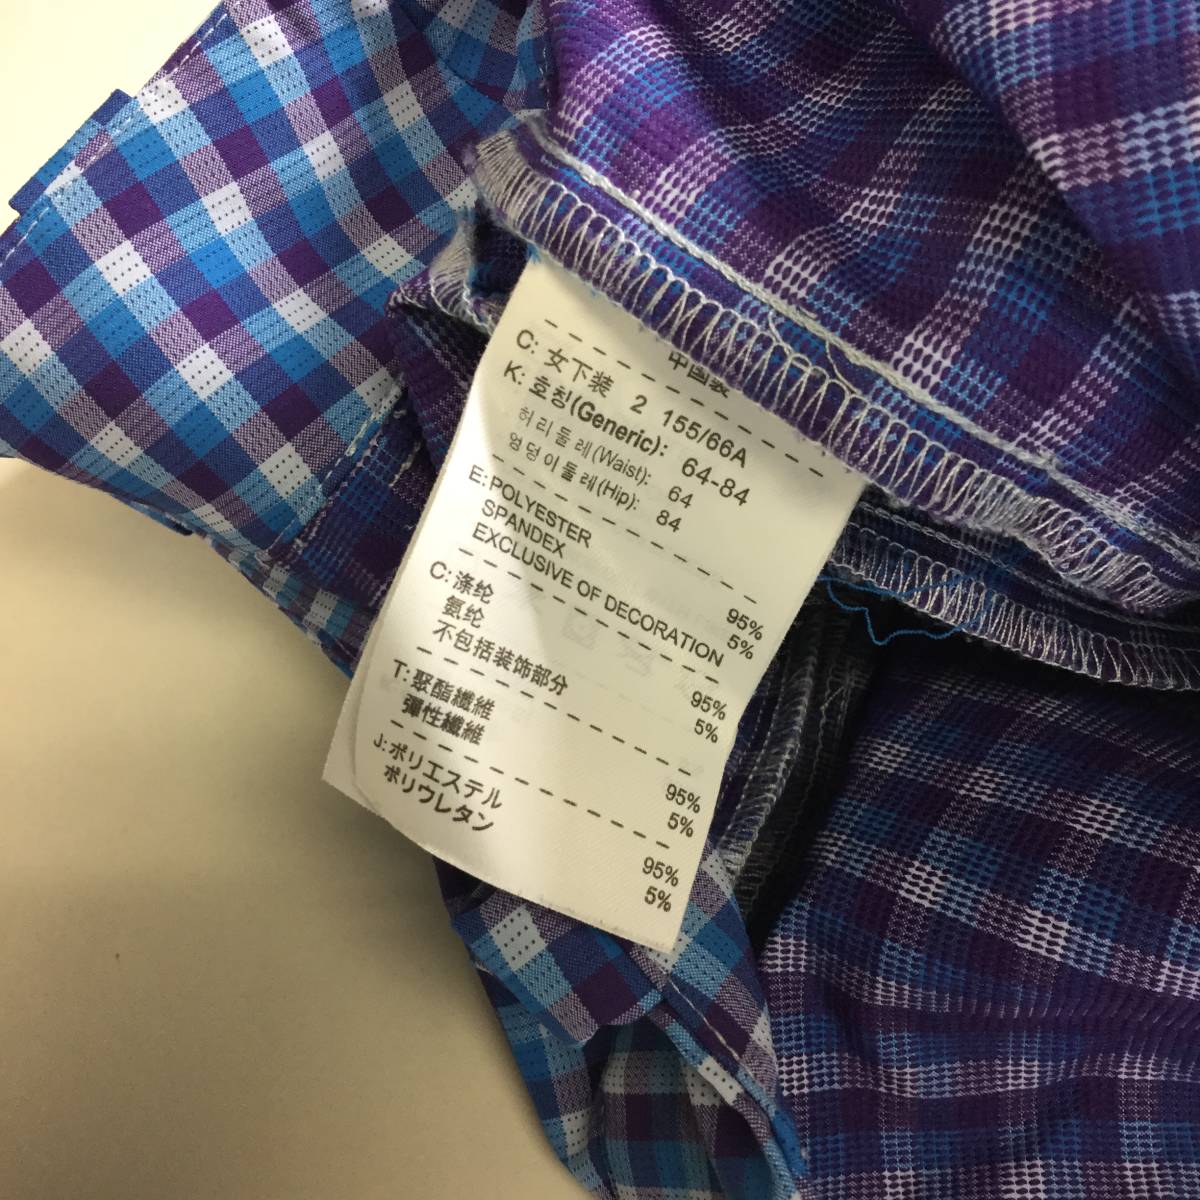 中国製
C: 女下装 2 155/66A
K: 호칭(Generic): 64-84
허리둘레(Waist): 64
엉덩이둘레(Hip): 84
E: POLYESTER 95%
SPANDEX 5%
EXCLUSIVE OF DECORATION
C: 涤纶 95%
氨纶 5%
不包括装饰部分
T: 聚酯纖維 95%
彈性纖維 5%
J: ポリエステル 95%
ポリウレタン 5%